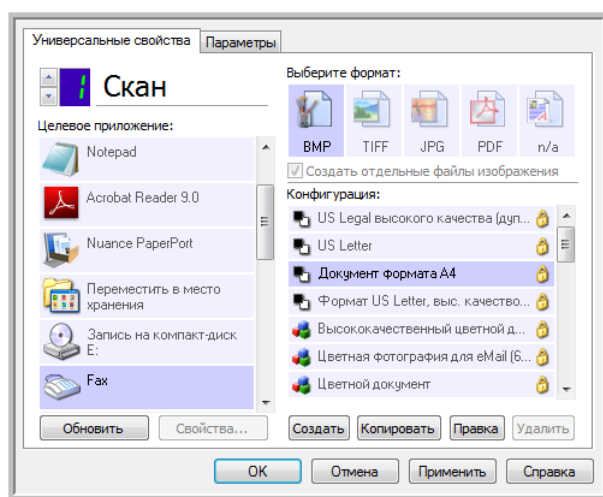 Универсальные свойства Параметры
1 Скан
Целевое приложение:
Notepad
Acrobat Reader 9.0
Nuance PaperPort
Переместить в место
хранения
Запись на компакт-диск
E:
Fax
Обновить Свойства...
Выберите формат:
BMP TIFF JPG PDF n/a
Создать отдельные файлы изображения
Конфигурация:
US Legal высокого качества (дуп...
US Letter
Документ формата A4
Формат US Letter, выс. качество...
Высококачественный цветной д...
Цветная фотография для eMail (6...
Цветной документ
Создать Копировать Правка Удалить
OK Отмена Применить Справка